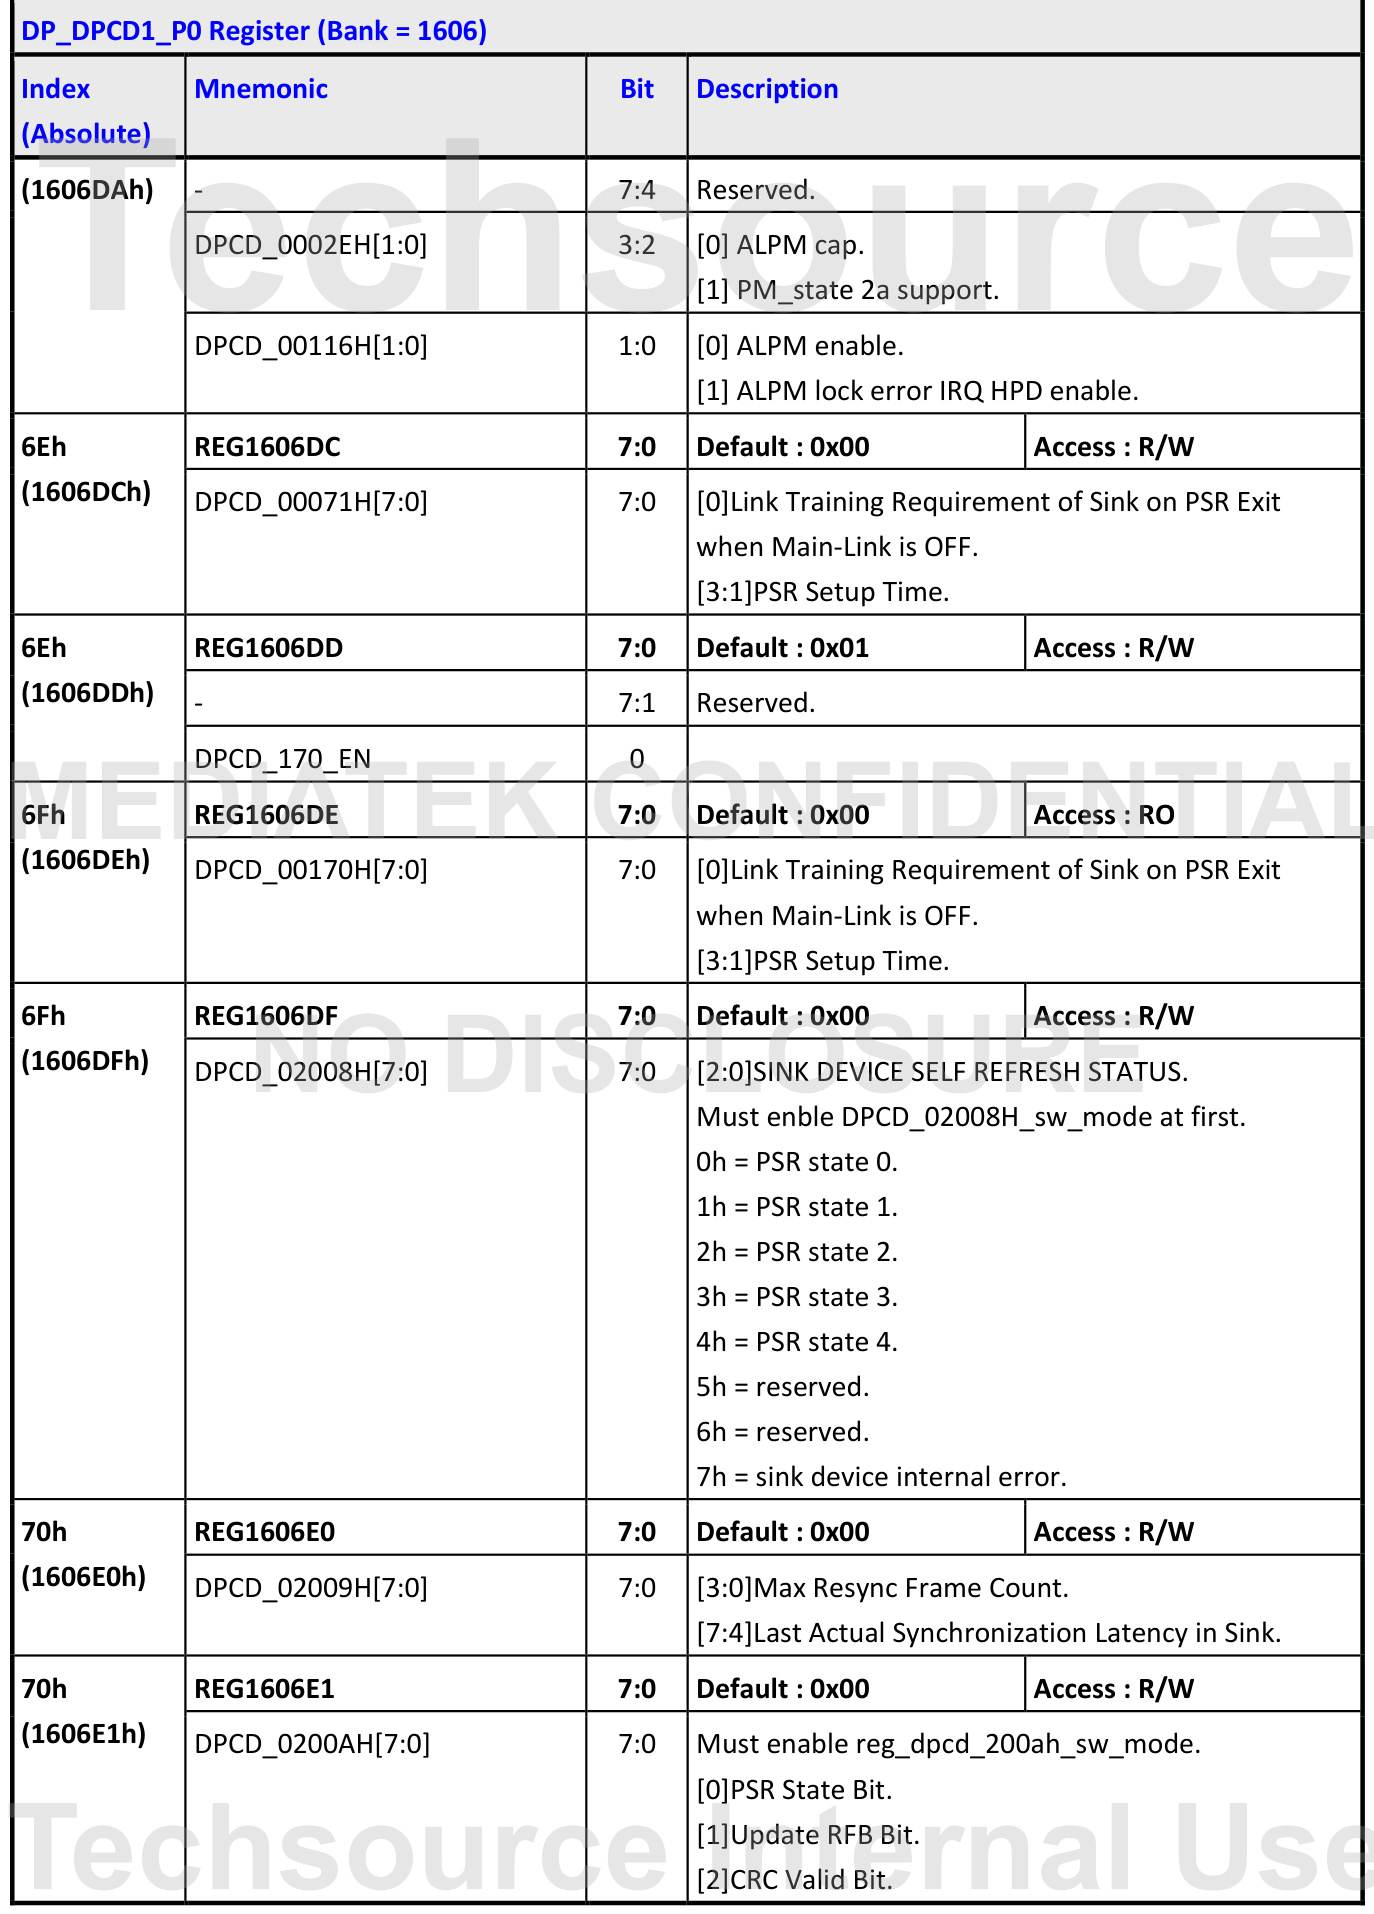 DP_DPCD1_P0 Register (Bank = 1606)
Index (Absolute) Mnemonic Bit Description
(1606DAh) - 7:4 Reserved.
DPCD_0002EH[1:0] 3:2 [0] ALPM cap.
[1] PM_state 2a support.
DPCD_00116H[1:0] 1:0 [0] ALPM enable.
[1] ALPM lock error IRQ HPD enable.
6Eh REG1606DC 7:0 Default : 0x00 Access : R/W
(1606DCh) DPCD_00071H[7:0] 7:0 [0]Link Training Requirement of Sink on PSR Exit
when Main-Link is OFF.
[3:1]PSR Setup Time.
6Eh REG1606DD 7:0 Default : 0x01 Access : R/W
(1606DDh) - 7:1 Reserved.
DPCD_170_EN 0
6Fh REG1606DE 7:0 Default : 0x00 Access : RO
(1606DEh) DPCD_00170H[7:0] 7:0 [0]Link Training Requirement of Sink on PSR Exit
when Main-Link is OFF.
[3:1]PSR Setup Time.
6Fh REG1606DF 7:0 Default : 0x00 Access : R/W
(1606DFh) DPCD_02008H[7:0] 7:0 [2:0]SINK DEVICE SELF REFRESH STATUS.
Must enble DPCD_02008H_sw_mode at first.
0h = PSR state 0.
1h = PSR state 1.
2h = PSR state 2.
3h = PSR state 3.
4h = PSR state 4.
5h = reserved.
6h = reserved.
7h = sink device internal error.
70h REG1606E0 7:0 Default : 0x00 Access : R/W
(1606E0h) DPCD_02009H[7:0] 7:0 [3:0]Max Resync Frame Count.
[7:4]Last Actual Synchronization Latency in Sink.
70h REG1606E1 7:0 Default : 0x00 Access : R/W
(1606E1h) DPCD_0200AH[7:0] 7:0 Must enable reg_dpcd_200ah_sw_mode.
[0]PSR State Bit.
[1]Update RFB Bit.
[2]CRC Valid Bit.
Techsource
MEDIATEK CONFIDENTIAL
NO DISCLOSURE
Techsource Internal Use